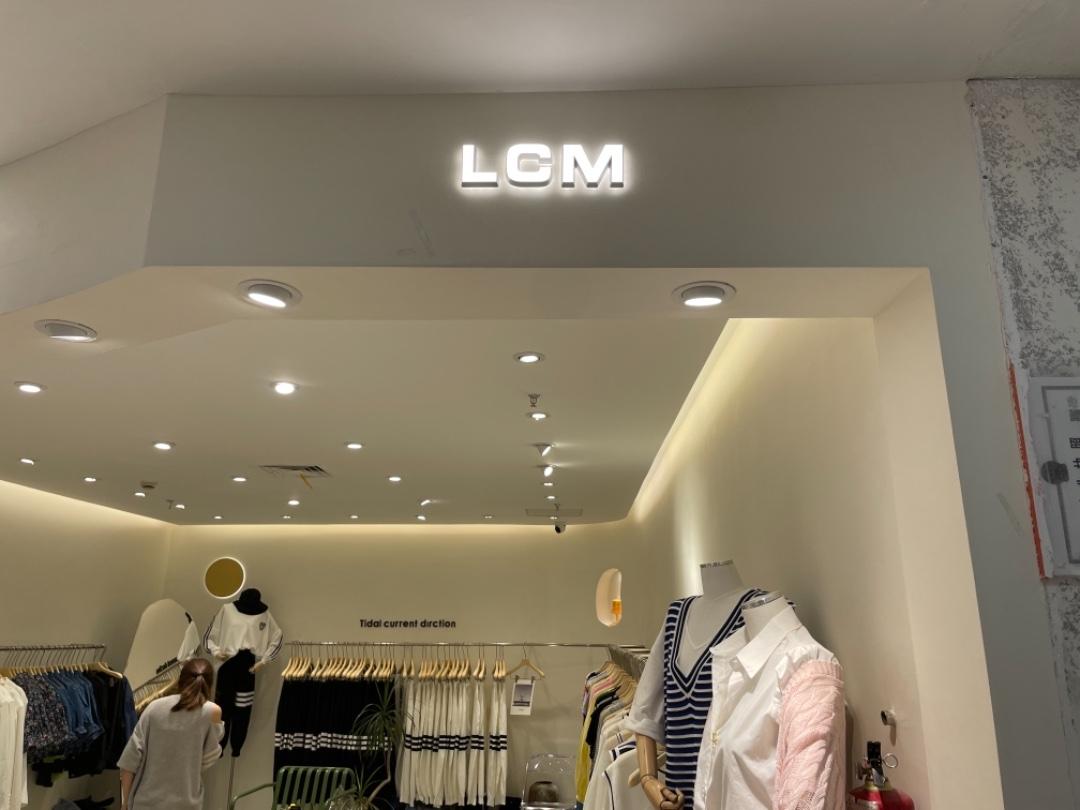 LCM
Tidal current dirction